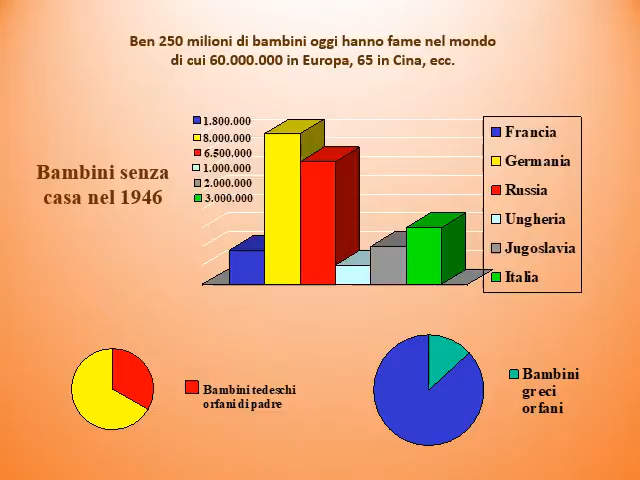 Ben 250 milioni di bambini oggi hanno fame nel mondo
di cui 60.000.000 in Europa, 65 in Cina, ecc.
Bambini senza
casa nel 1946
1.800.000
8.000.000
6.500.000
1.000.000
2.000.000
3.000.000
Francia
Germania
Russia
Ungheria
Jugoslavia
Italia
Bambini tedeschi
orfani di padre
Bambini
greci
orfani